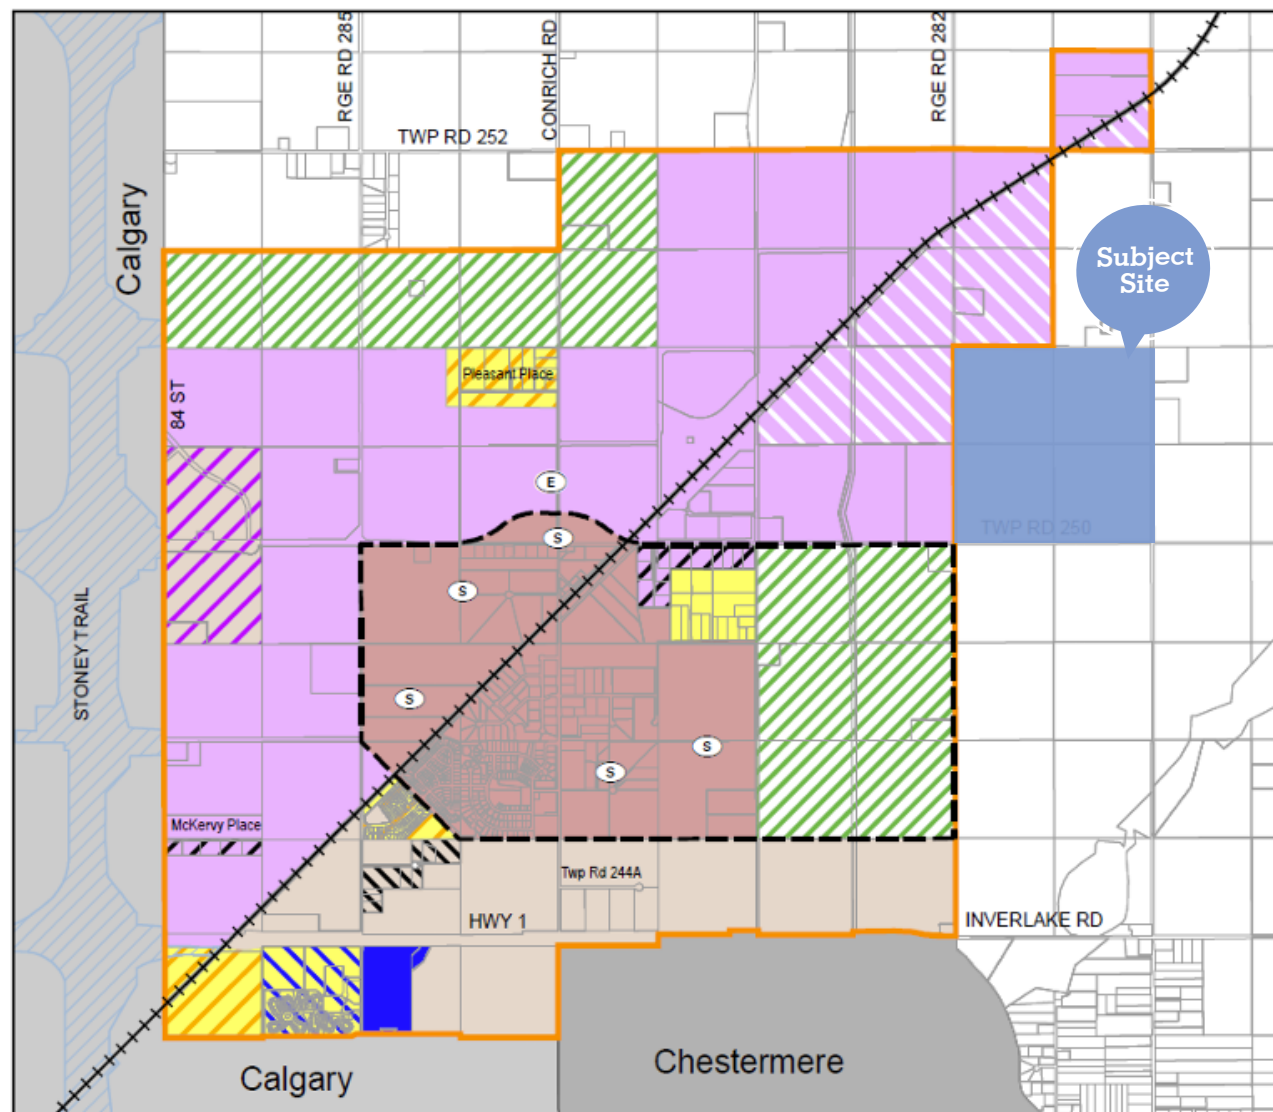 RGE RD 285
CONRICH RD
RGE RD 282
TWP RD 252
Calgary
Subject
Site
Pleasant Place
84 ST
E
S
TWP RD 250
S
STONEY TRAIL
S
S
S
McKervy Place
Twp Rd 244A
HWY 1
INVERLAKE RD
Chestermere
Calgary